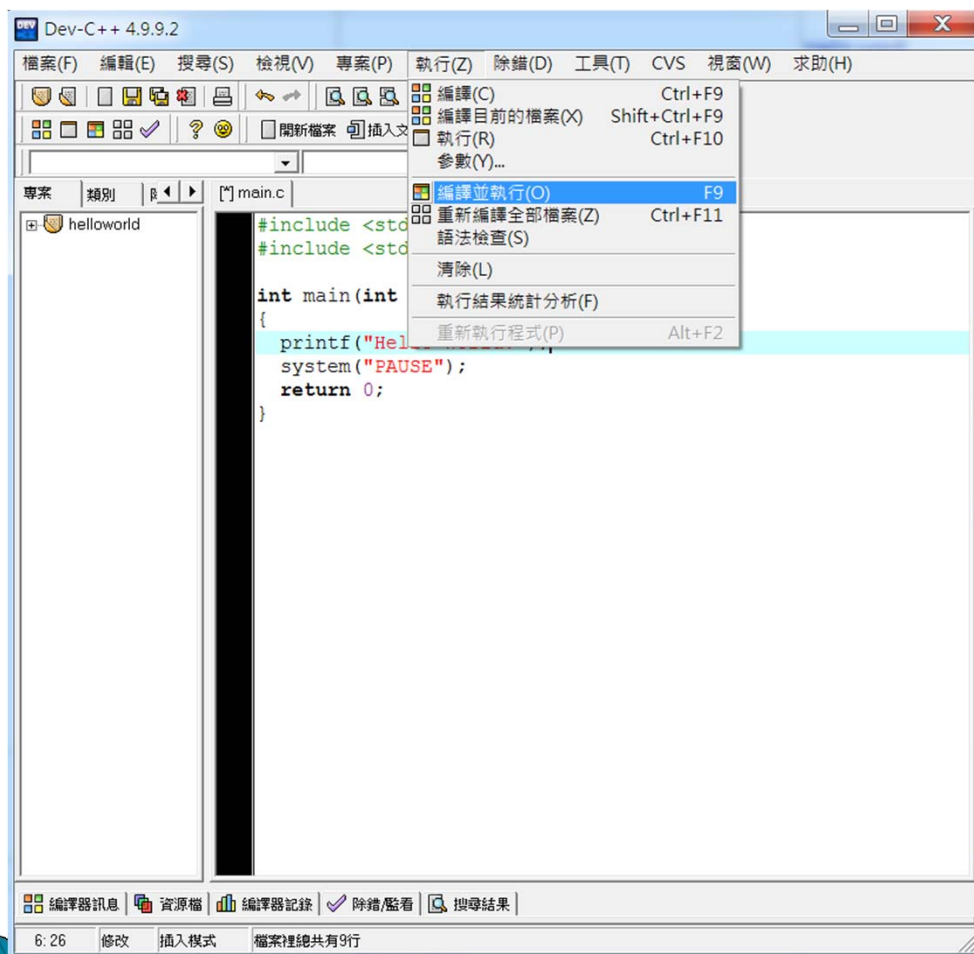 Dev-C++ 4.9.9.2
檔案(F) 編輯(E) 搜尋(S) 檢視(V) 專案(P) 執行(Z) 除錯(D) 工具(T) CVS 視窗(W) 求助(H)
編譯(C) Ctrl+F9
編譯目前的檔案(X) Shift+Ctrl+F9
執行(R) Ctrl+F10
參數(Y)...
編譯並執行(O) F9
重新編譯全部檔案(Z) Ctrl+F11
語法檢查(S)
清除(L)
執行結果統計分析(F)
重新執行程式(P) Alt+F2
開新檔案 插入文
專案 類別 [*] main.c
helloworld
#include <std
#include <std
int main(int
{
printf("Hel
system("PAUSE");
return 0;
}
編譯器訊息 資源檔 編譯器記錄 除錯/監看 搜尋結果
6: 26 修改 插入模式 檔案裡總共有9行